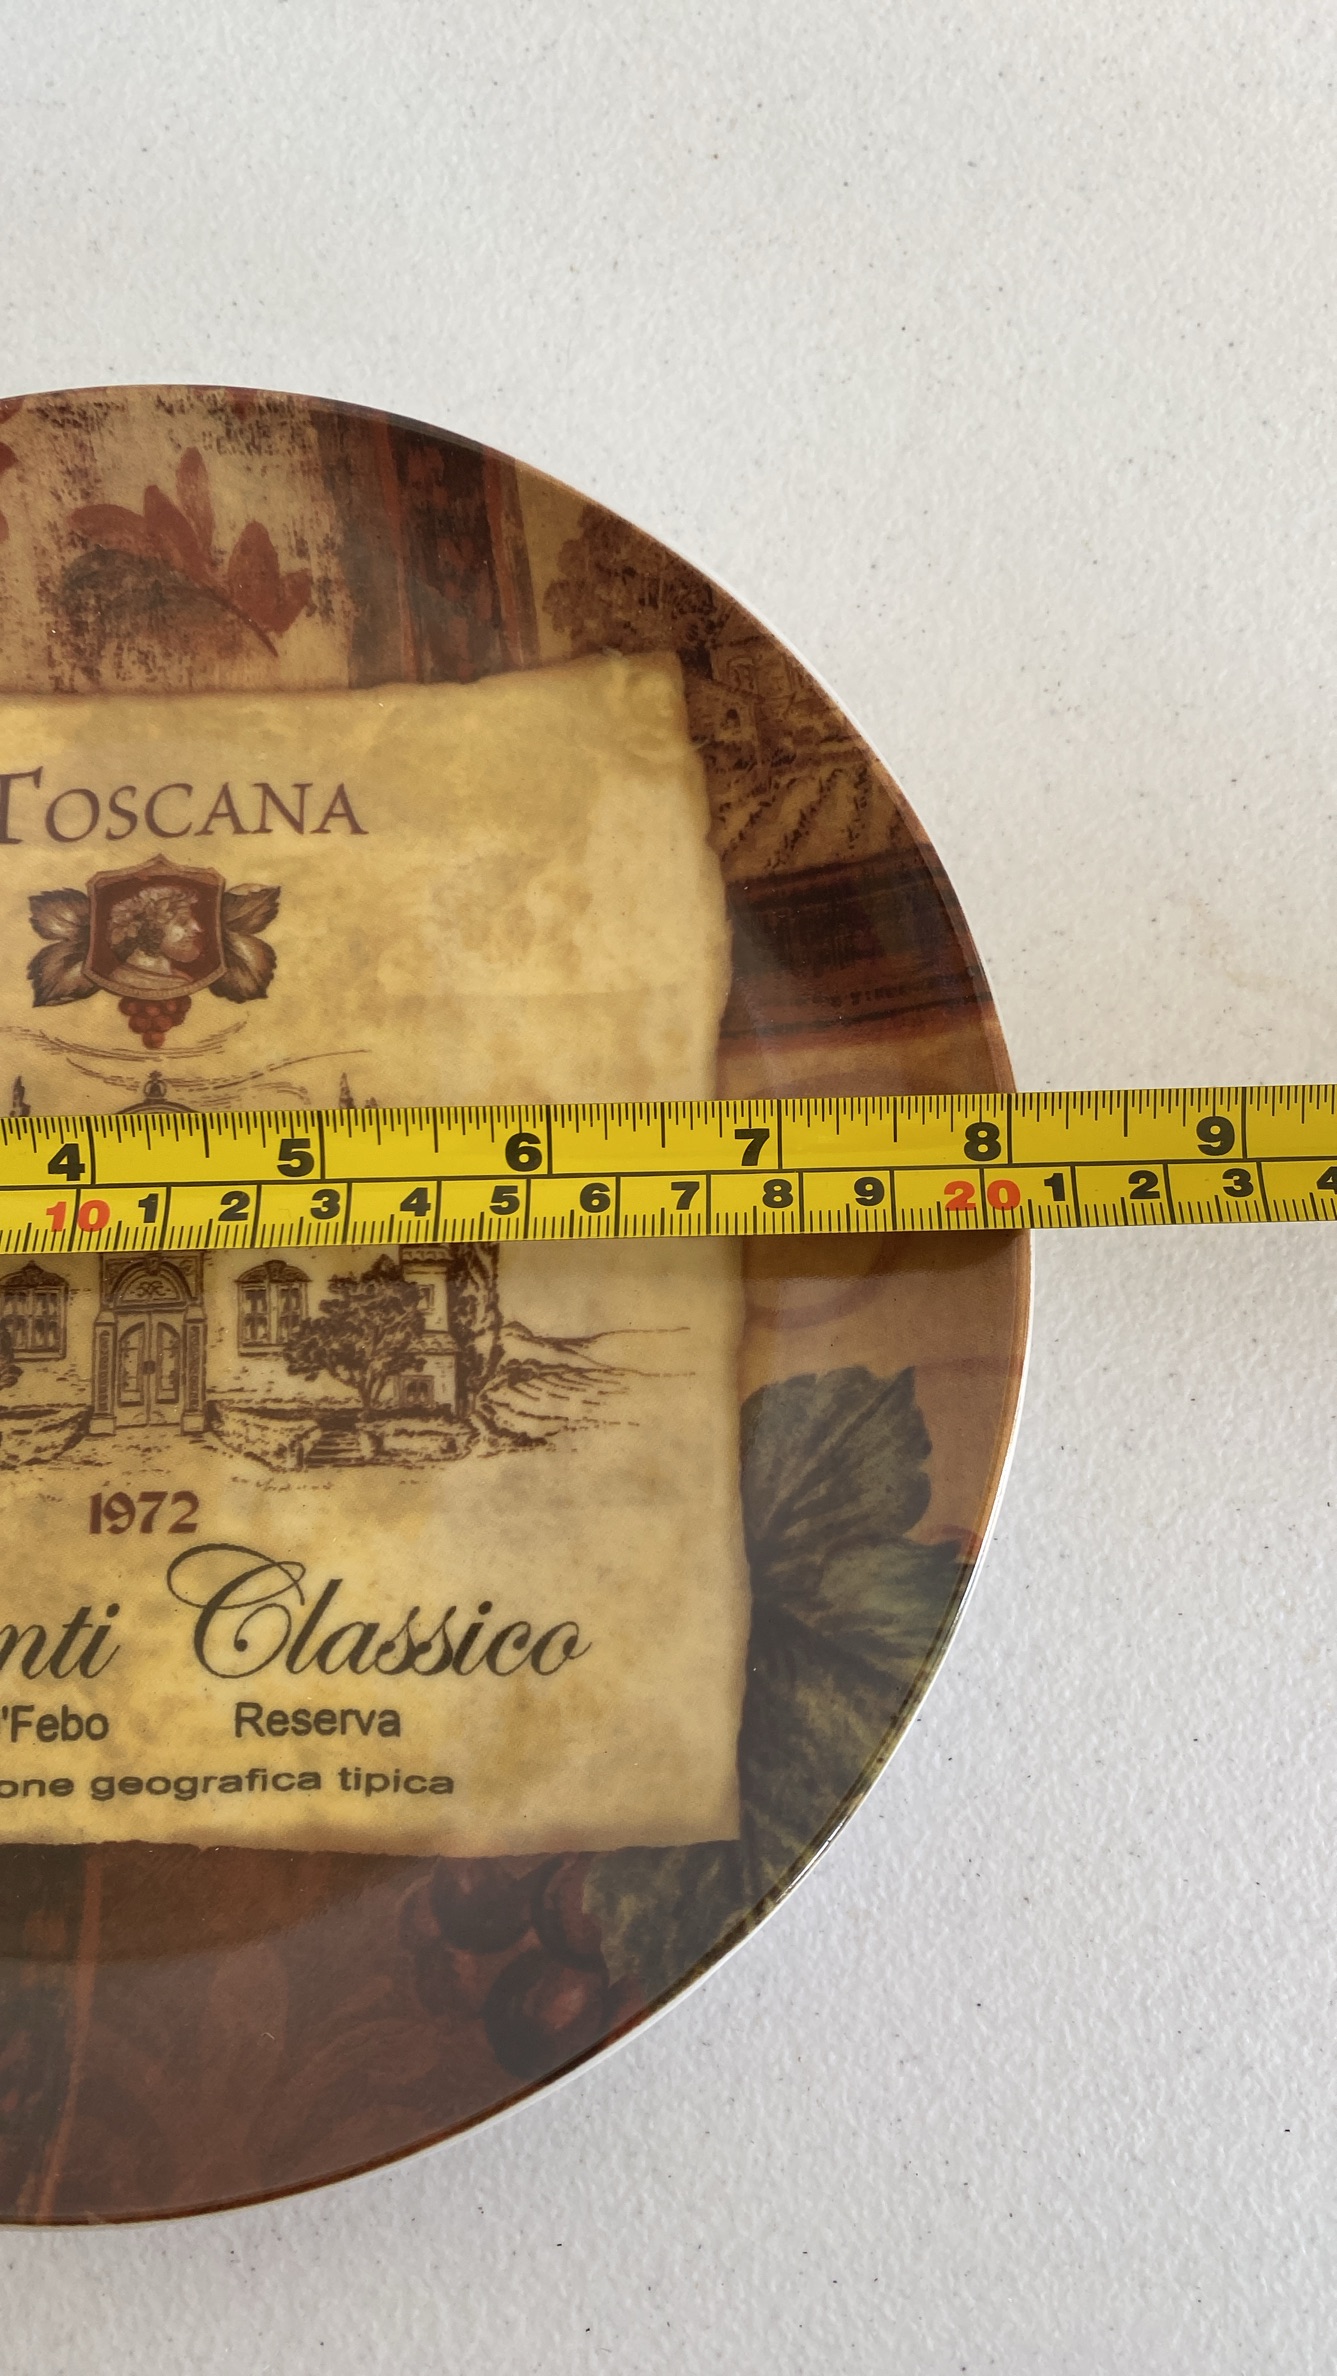 TOSCANA
4 5 6 7 8 9
10 1 2 3 4 5 6 7 8 9 20 1 2 3 4
1972
nti Classico
'Febo Reserva
one geografica tipica